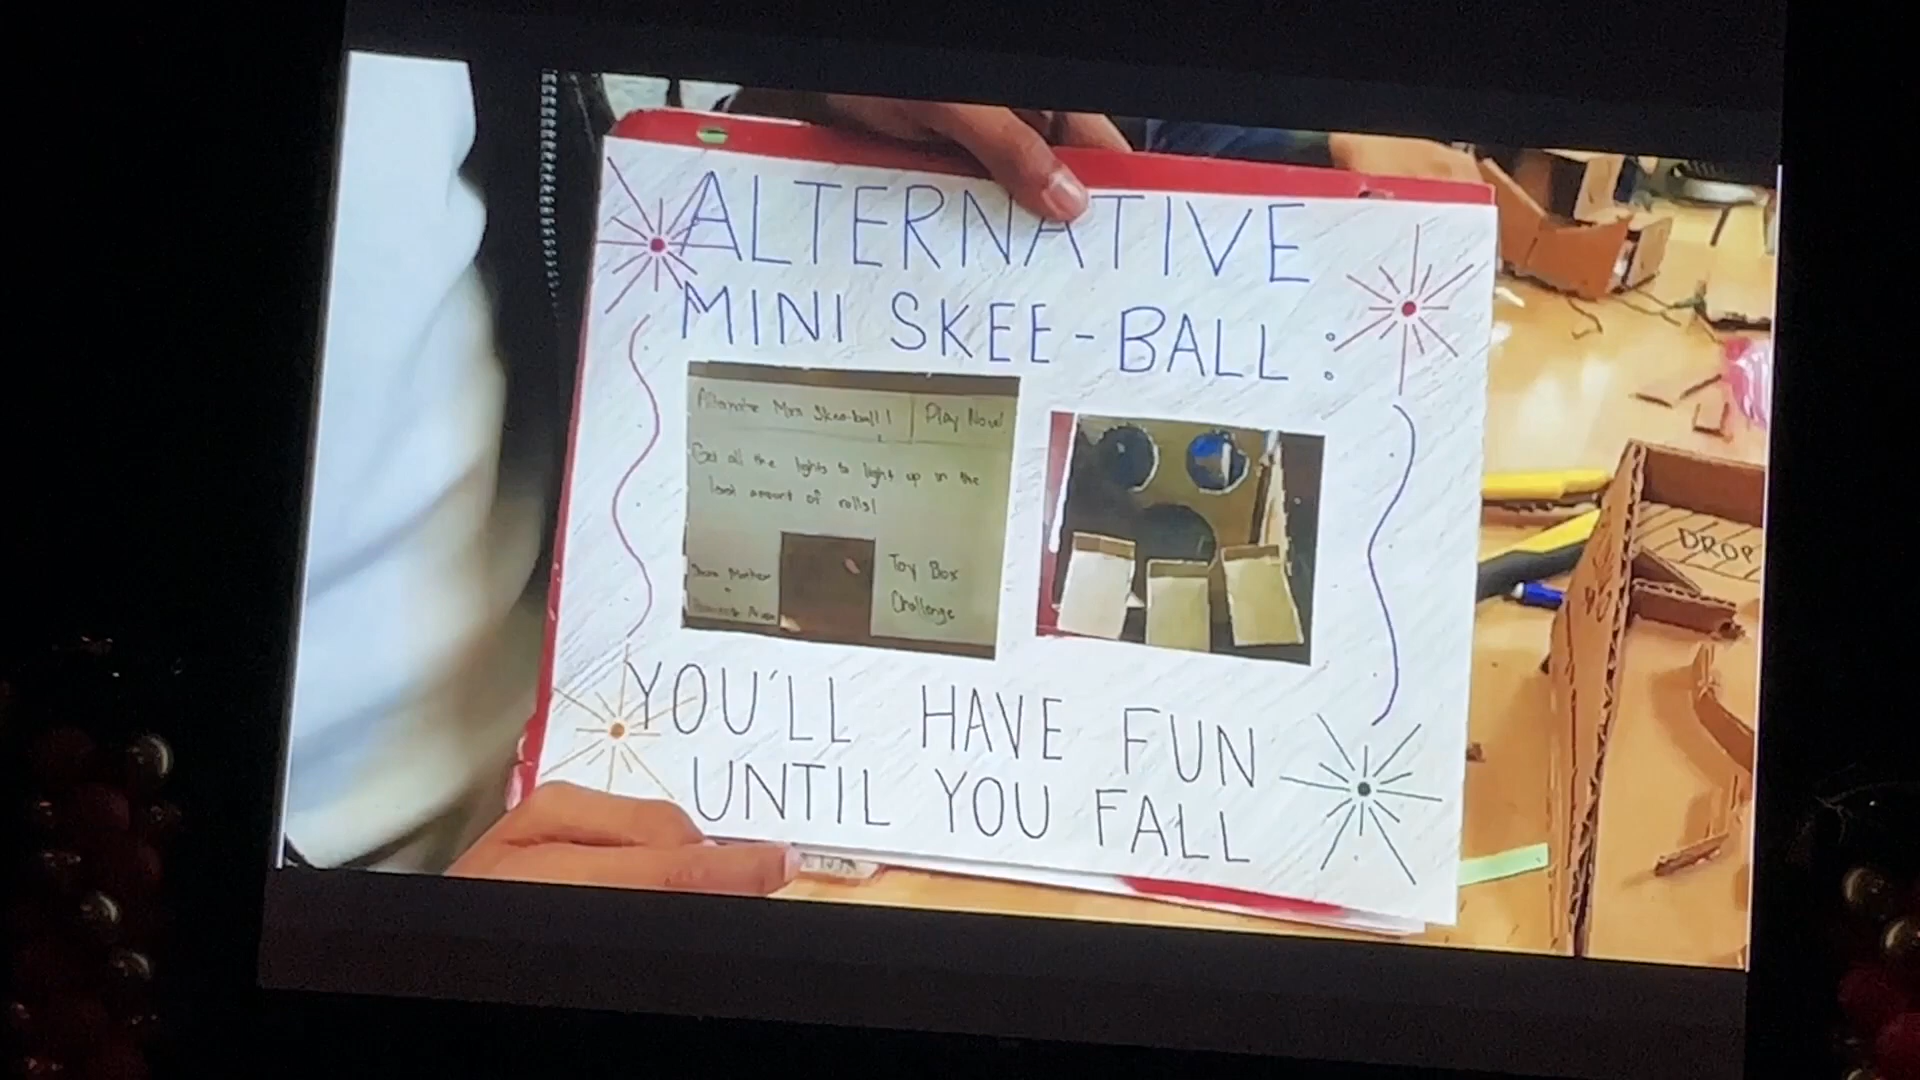 ALTERNATIVE
MINI SKEE-BALL:
Alternate Mini Skee-ball!
Play Now!
Get all the lights to light up in the
least amount of rolls!
Toy Box
Challenge
YOU'LL HAVE FUN
UNTIL YOU FALL
DROP